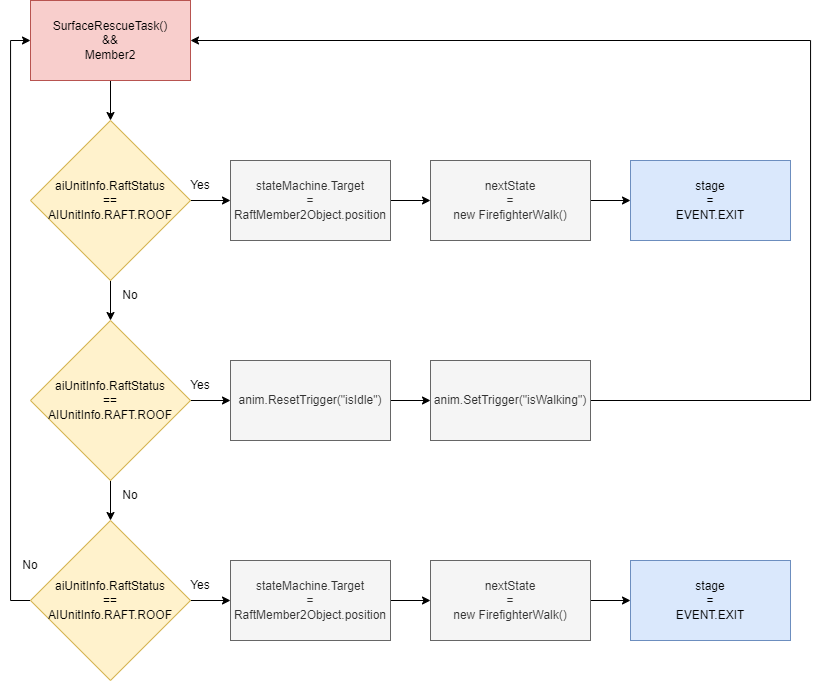 SurfaceRescueTask()
&&
Member2
aiUnitInfo.RaftStatus
==
AIUnitInfo.RAFT.ROOF
Yes
stateMachine.Target
=
RaftMember2Object.position
nextState
=
new FirefighterWalk()
stage
=
EVENT.EXIT
No
aiUnitInfo.RaftStatus
==
AIUnitInfo.RAFT.ROOF
Yes
anim.ResetTrigger("isIdle")
anim.SetTrigger("isWalking")
No
No
aiUnitInfo.RaftStatus
==
AIUnitInfo.RAFT.ROOF
Yes
stateMachine.Target
=
RaftMember2Object.position
nextState
=
new FirefighterWalk()
stage
=
EVENT.EXIT